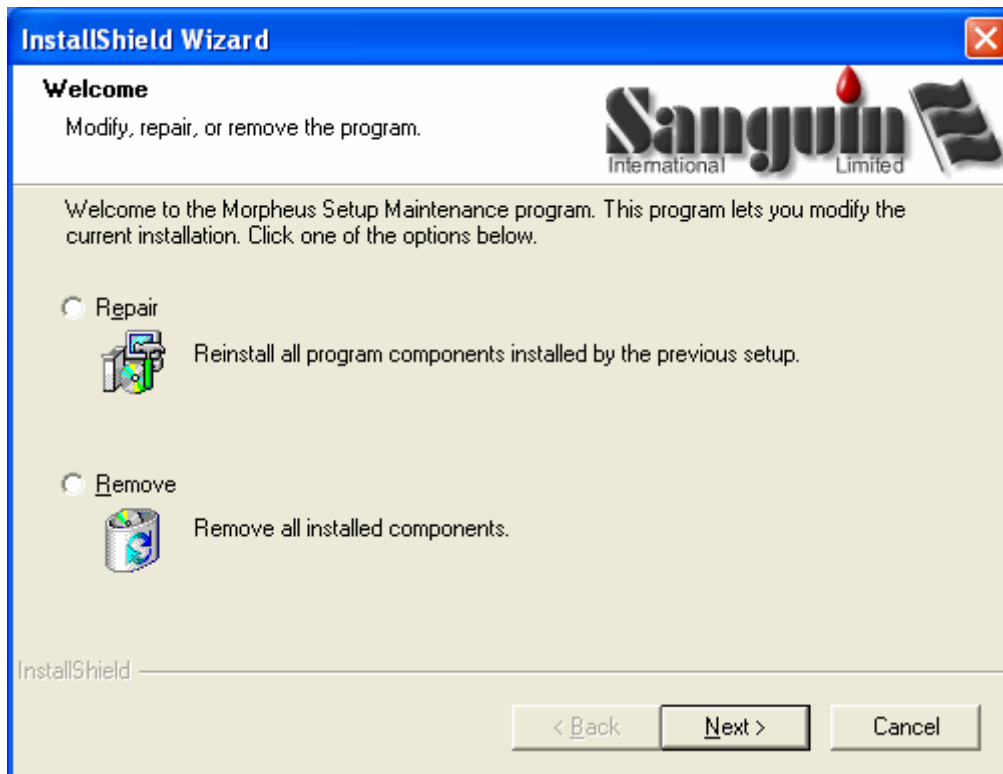 InstallShield Wizard
Welcome
Modify, repair, or remove the program.
Sanguin
International Limited
Welcome to the Morpheus Setup Maintenance program. This program lets you modify the
current installation. Click one of the options below.
Repair
Reinstall all program components installed by the previous setup.
Remove
Remove all installed components.
InstallShield
< Back Next > Cancel